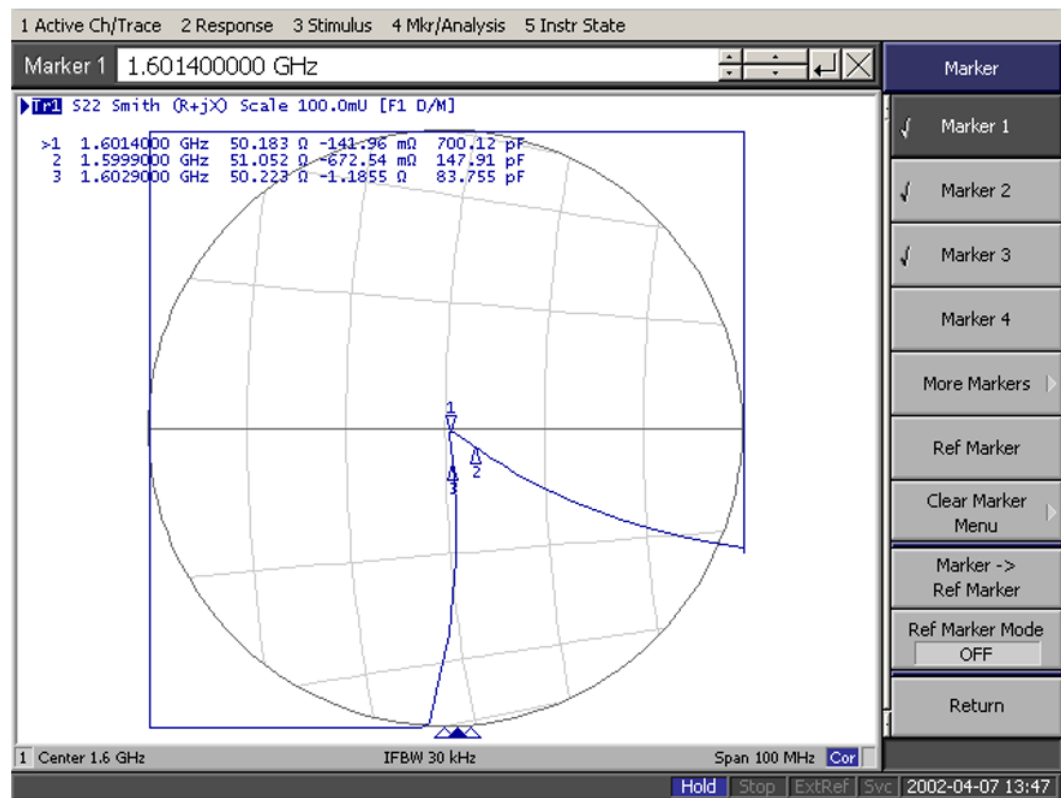 1 Active Ch/Trace 2 Response 3 Stimulus 4 Mkr/Analysis 5 Instr State
Marker 1 1.601400000 GHz
Marker
Tr1 S22 Smith (R+jX) Scale 100.0mU [F1 D/M]
>1 1.6014000 GHz 50.183 Ω -141.96 mΩ 700.12 pF
2 1.5999000 GHz 51.052 Ω -672.54 mΩ 147.91 pF
3 1.6029000 GHz 50.223 Ω -1.1855 Ω 83.755 pF
1
2
3
Marker 1
Marker 2
Marker 3
Marker 4
More Markers
Ref Marker
Clear Marker
Menu
Marker ->
Ref Marker
Ref Marker Mode
OFF
Return
1 Center 1.6 GHz IFBW 30 kHz Span 100 MHz Cor
Hold Stop ExtRef Svc 2002-04-07 13:47